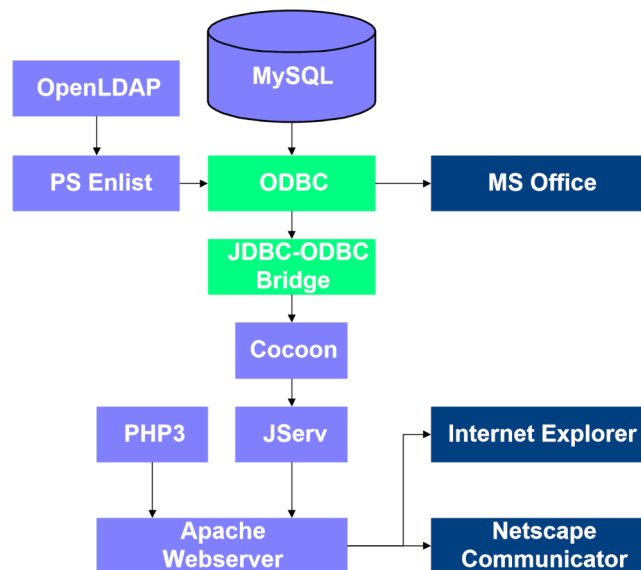 MySQL
OpenLDAP
PS Enlist
ODBC
MS Office
JDBC-ODBC
Bridge
Cocoon
PHP3
JServ
Internet Explorer
Apache
Webserver
Netscape
Communicator